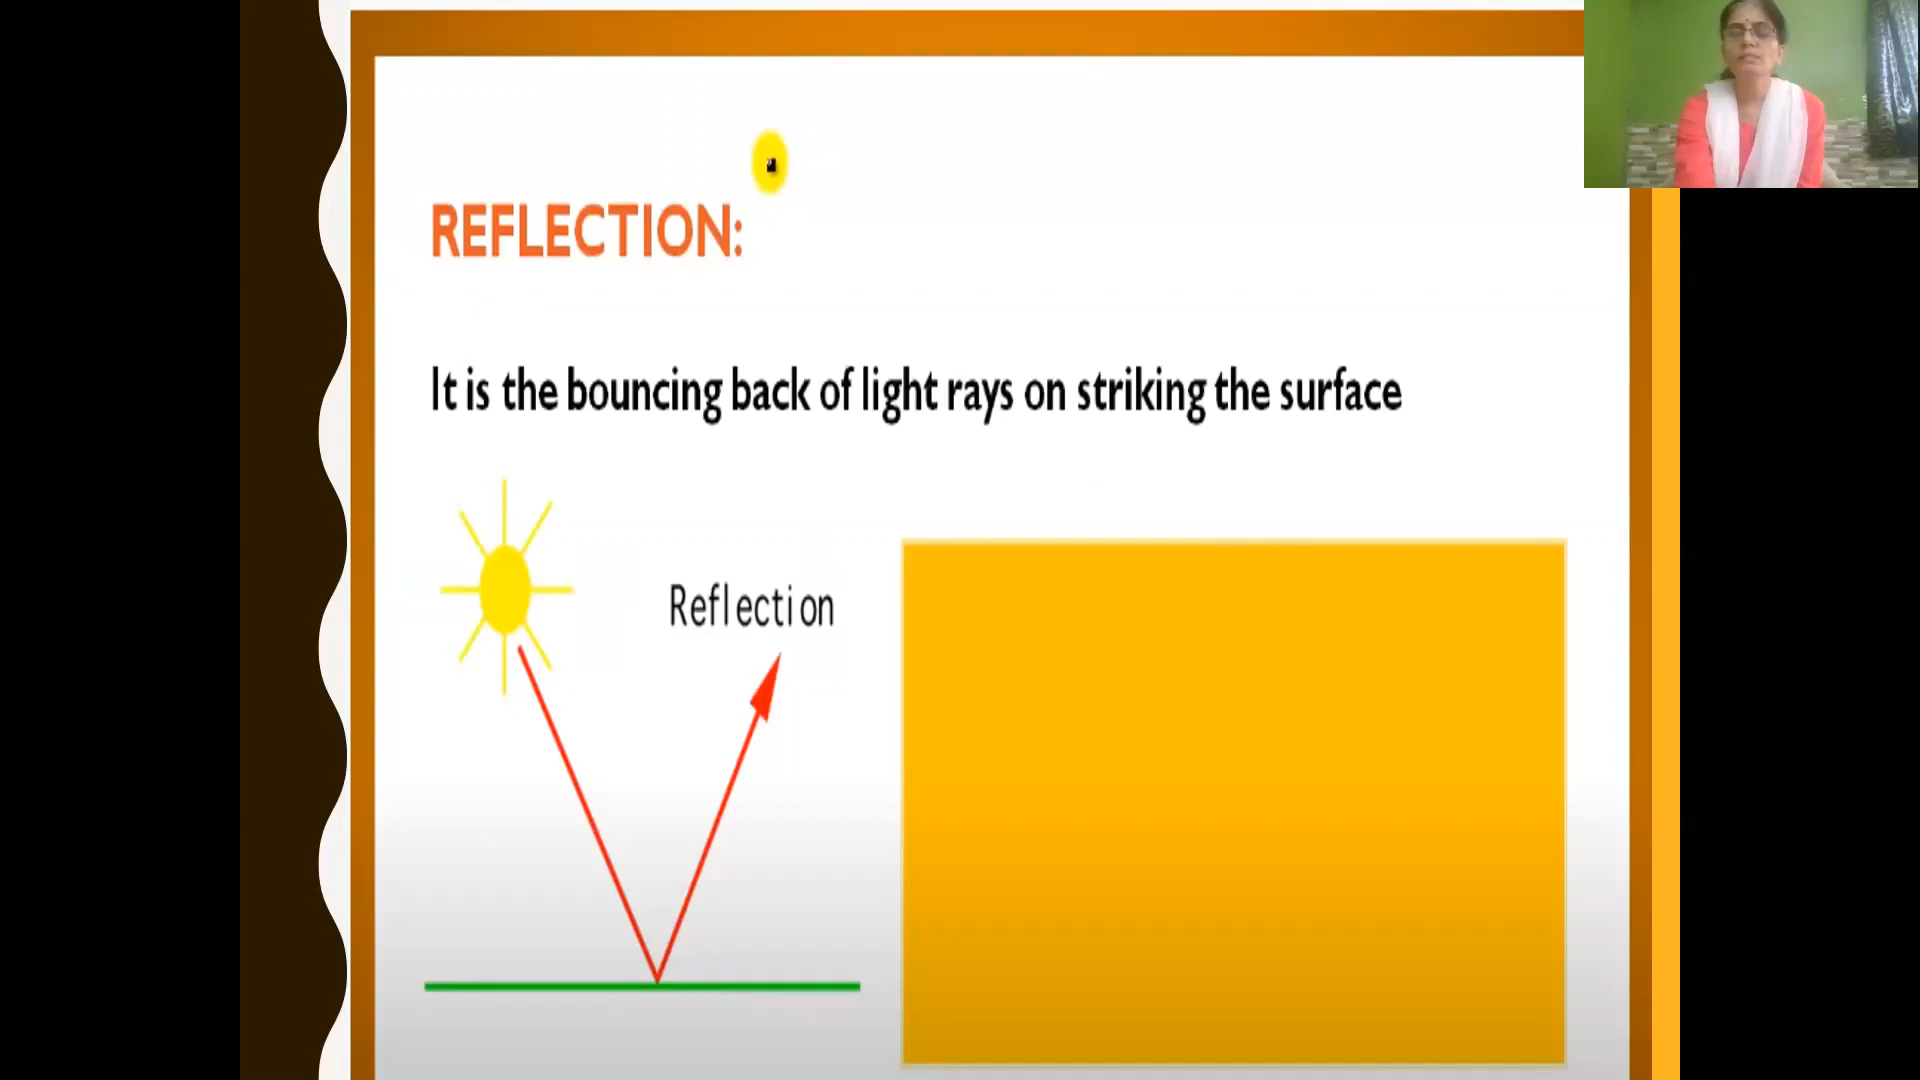 REFLECTION:
It is the bouncing back of light rays on striking the surface
Reflection